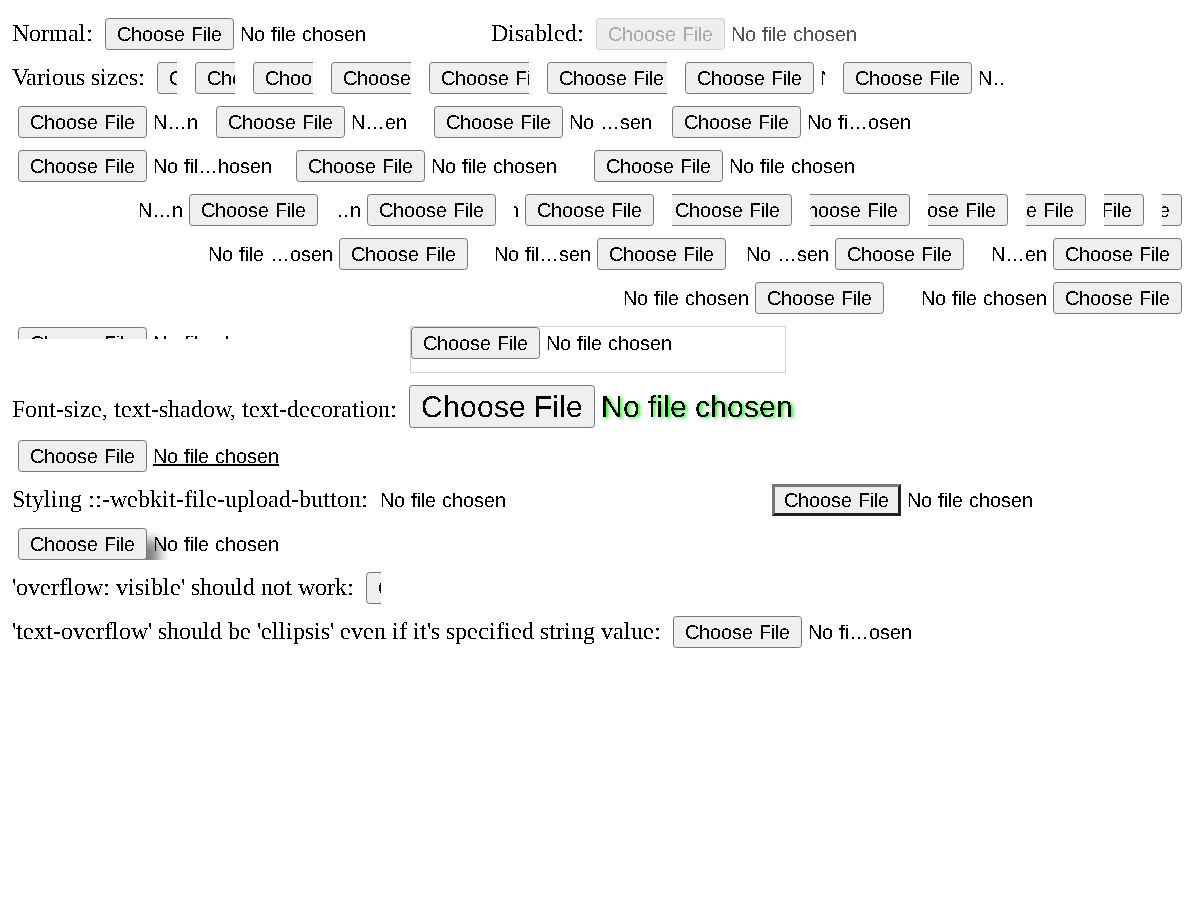 Normal: Choose File No file chosen Disabled: Choose File No file chosen
Various sizes: C Ch Choo Choose Choose Fi Choose File Choose File Choose File N..
Choose File N...n Choose File N...en Choose File No ...sen Choose File No fi...osen
Choose File No fil...hosen Choose File No file chosen Choose File No file chosen
N...n Choose File ..n Choose File Choose File Choose File hoose File ose File e File File e
No file ...osen Choose File No fil...sen Choose File No ...sen Choose File N...en Choose File
No file chosen Choose File No file chosen Choose File
Choose File No file chosen
Font-size, text-shadow, text-decoration: Choose File No file chosen
Choose File No file chosen
Styling ::-webkit-file-upload-button: No file chosen Choose File No file chosen
Choose File No file chosen
'overflow: visible' should not work:
'text-overflow' should be 'ellipsis' even if it's specified string value: Choose File No fi...osen